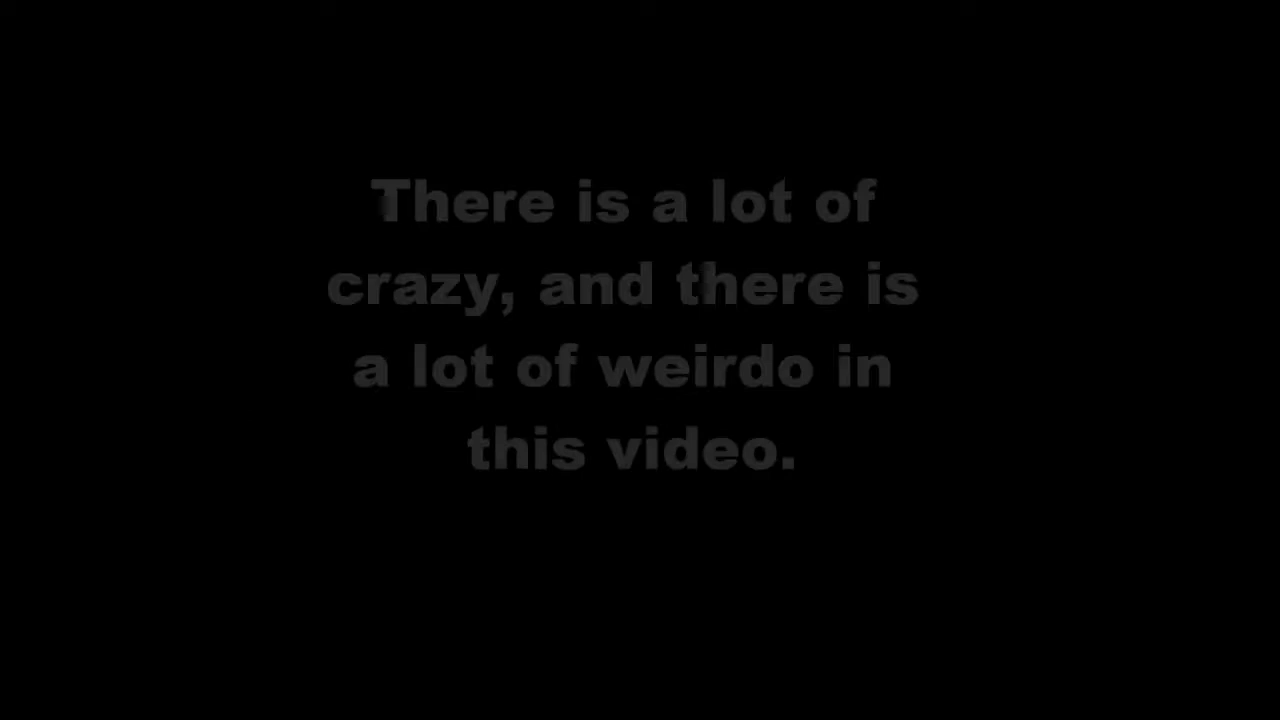 There is a lot of
crazy, and there is
a lot of weirdo in
this video.